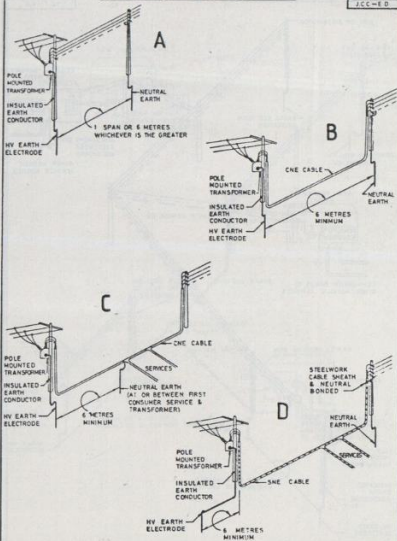 JCC-ED
A
POLE
MOUNTED
TRANSFORMER
INSULATED
EARTH
CONDUCTOR
HV EARTH
ELECTRODE
NEUTRAL
EARTH
1 SPAN OR 6 METRES
WHICHEVER IS THE GREATER
B
POLE
MOUNTED
TRANSFORMER
INSULATED
EARTH
CONDUCTOR
HV EARTH
ELECTRODE
CNE CABLE
6 METRES
MINIMUM
NEUTRAL
EARTH
C
POLE
MOUNTED
TRANSFORMER
INSULATED
EARTH
CONDUCTOR
HV EARTH
ELECTRODE
6 METRES
MINIMUM
CNE CABLE
SERVICES
NEUTRAL EARTH
(AT OR BETWEEN FIRST
CONSUMER SERVICE &
TRANSFORMER)
D
STEELWORK
CABLE SHEATH
& NEUTRAL
BONDED
NEUTRAL
EARTH
SERVICES
POLE
MOUNTED
TRANSFORMER
INSULATED
EARTH
CONDUCTOR
SNE CABLE
HV EARTH
ELECTRODE
6 METRES
MINIMUM